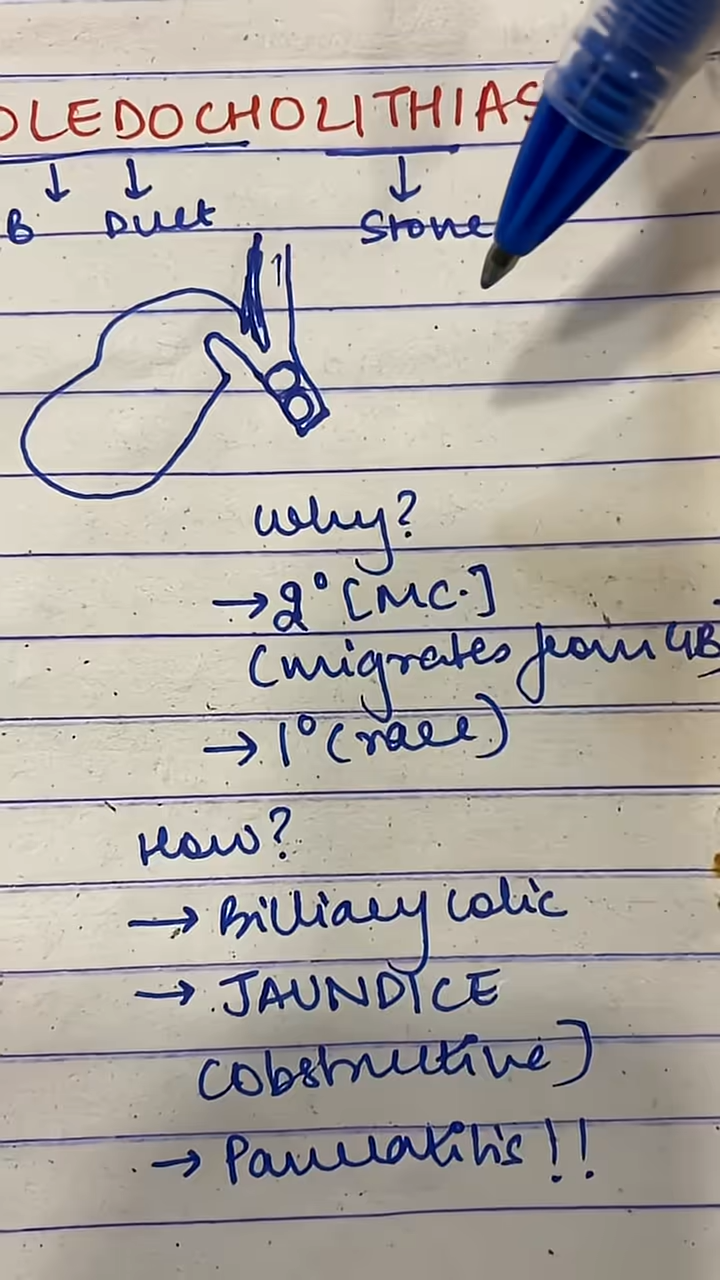 OLEDOCHOLITHIAS
↓ ↓ ↓
B Duct Stone
Why?
→ 2° [MC.]
(migrates from GB)
→ 1° (rare)
How?
→ Billiary colic
→ JAUNDICE
(obstructive)
→ Pancreatitis!!